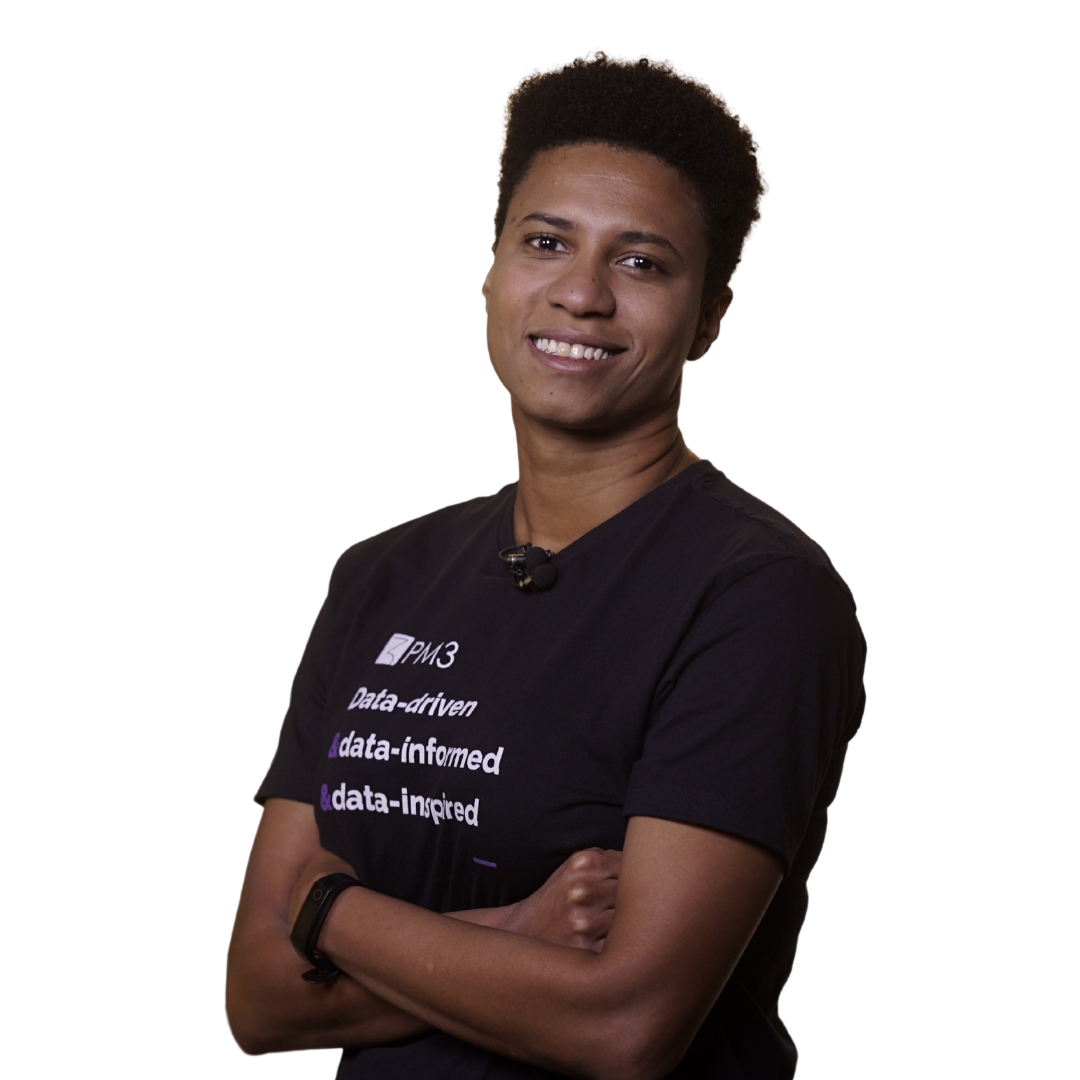 PM3
Data-driven
&data-informed
&data-inspired